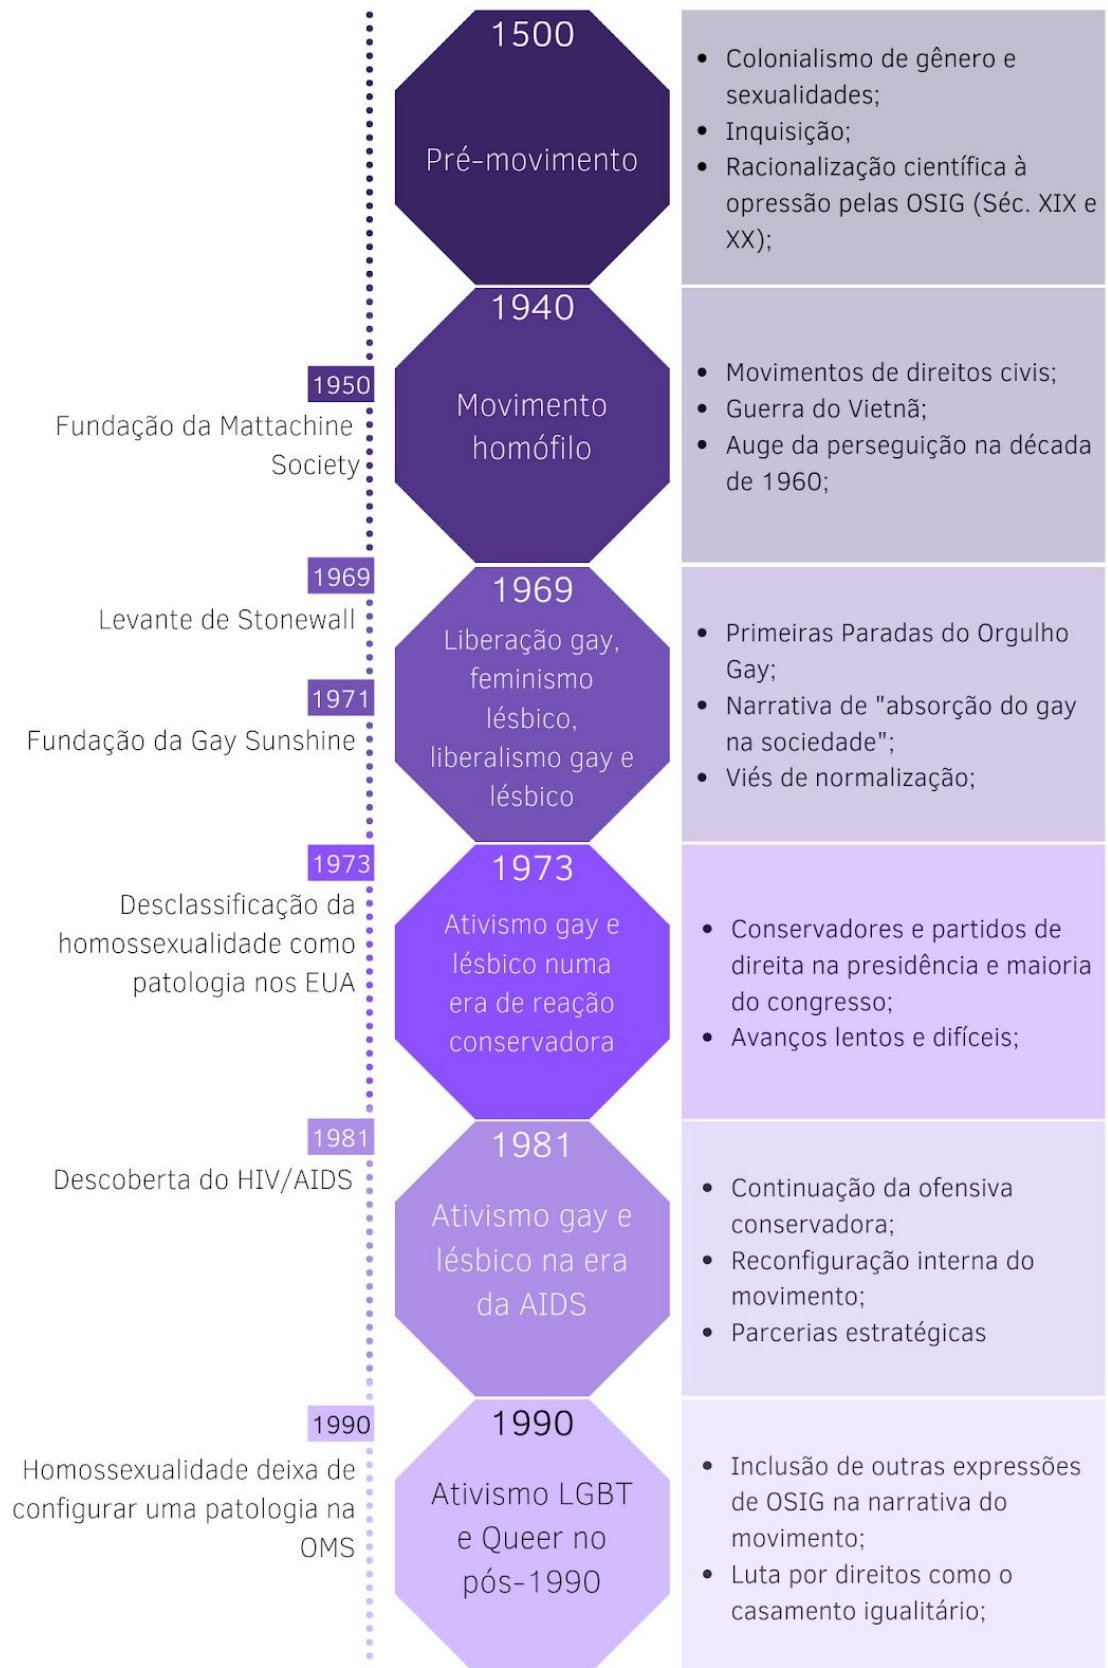 1500
Pré-movimento
• Colonialismo de gênero e
sexualidades;
• Inquisição;
• Racionalização científica à
opressão pelas OSIG (Séc. XIX e
XX);
1950
Fundação da Mattachine
Society
1940
Movimento
homófilo
• Movimentos de direitos civis;
• Guerra do Vietnã;
• Auge da perseguição na década
de 1960;
1969
Levante de Stonewall
1971
Fundação da Gay Sunshine
1969
Liberação gay,
feminismo
lésbico,
liberalismo gay e
lésbico
• Primeiras Paradas do Orgulho
Gay;
• Narrativa de "absorção do gay
na sociedade";
• Viés de normalização;
1973
Desclassificação da
homossexualidade como
patologia nos EUA
1973
Ativismo gay e
lésbico numa
era de reação
conservadora
• Conservadores e partidos de
direita na presidência e maioria
do congresso;
• Avanços lentos e difíceis;
1981
Descoberta do HIV/AIDS
1981
Ativismo gay e
lésbico na era
da AIDS
• Continuação da ofensiva
conservadora;
• Reconfiguração interna do
movimento;
• Parcerias estratégicas
1990
Homossexualidade deixa de
configurar uma patologia na
OMS
1990
Ativismo LGBT
e Queer no
pós-1990
• Inclusão de outras expressões
de OSIG na narrativa do
movimento;
• Luta por direitos como o
casamento igualitário;